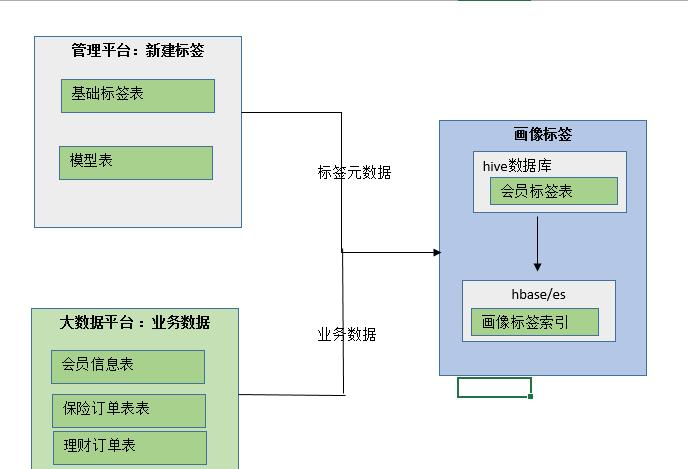 管理平台：新建标签
基础标签表
模型表
标签元数据
画像标签
hive数据库
会员标签表
hbase/es
画像标签索引
大数据平台：业务数据
业务数据
会员信息表
保险订单表表
理财订单表